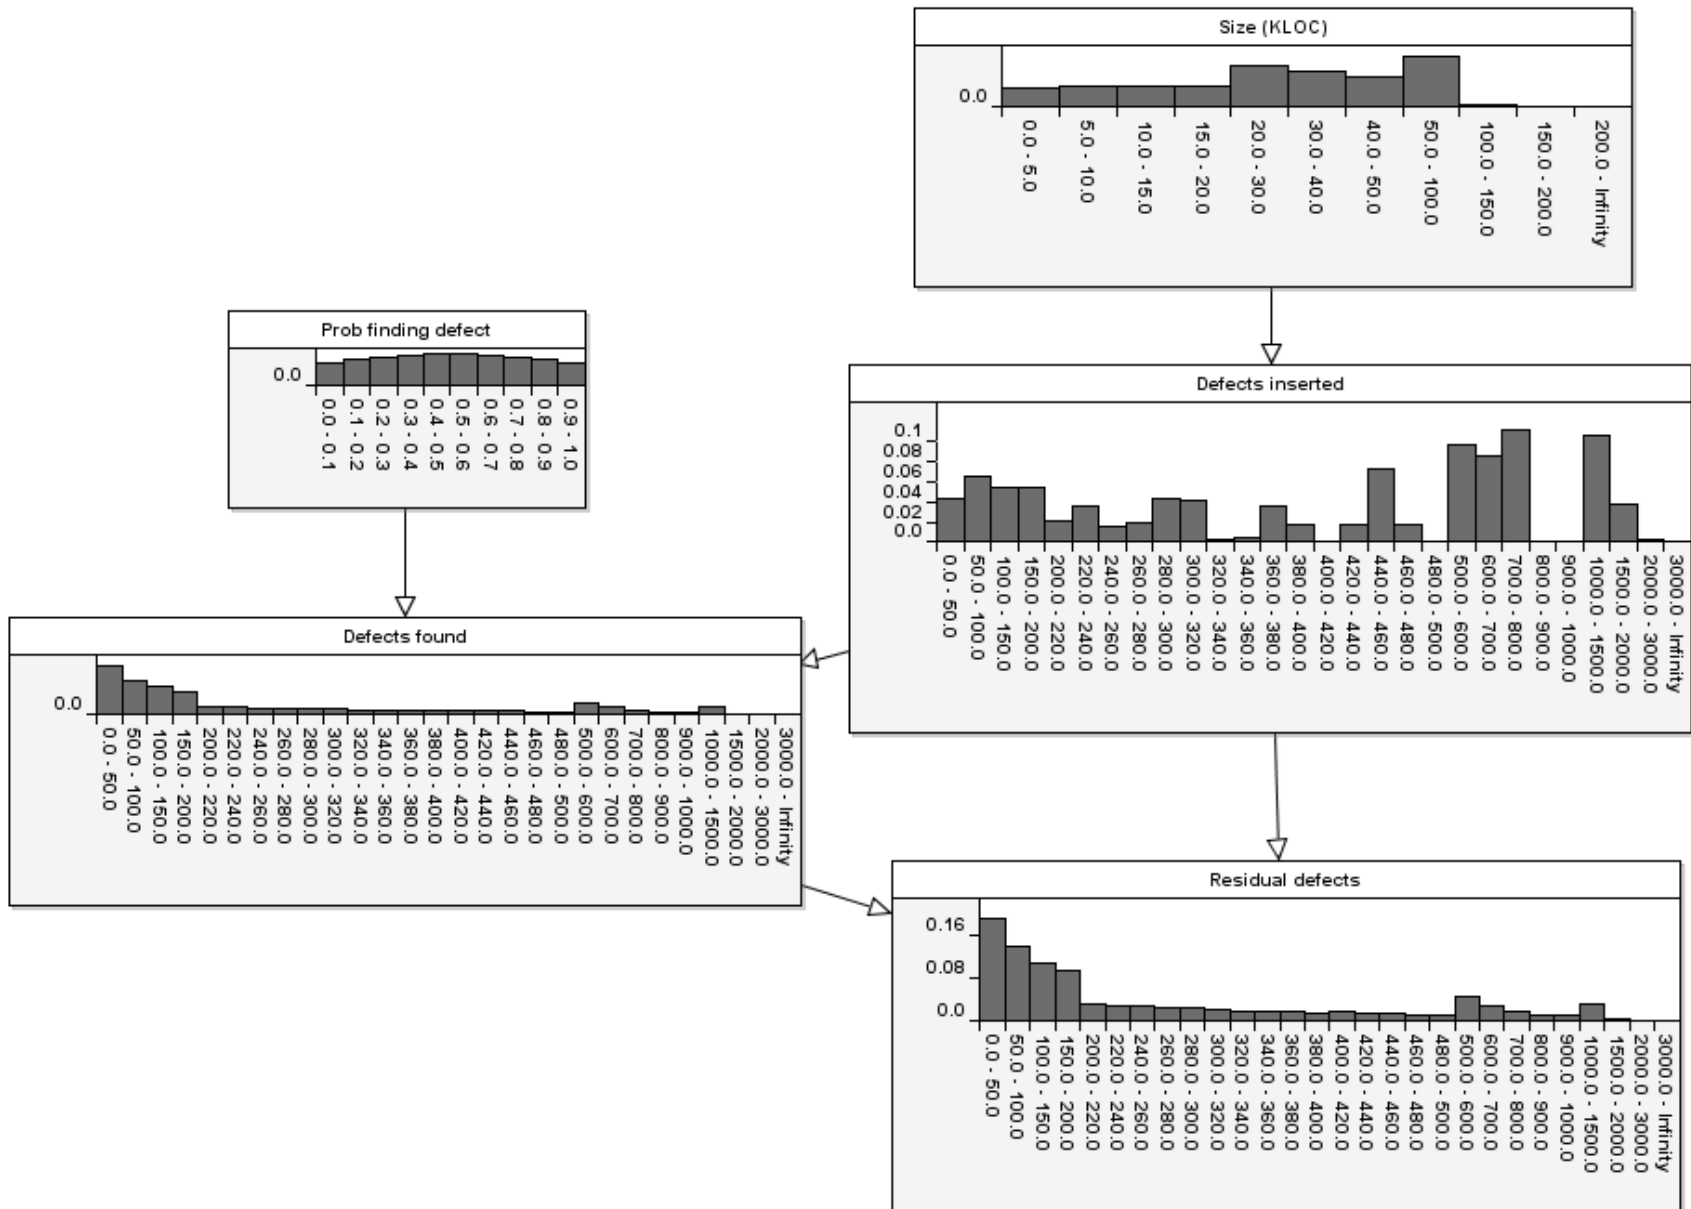 Size (KLOC)
0.0
0.0 - 5.0
5.0 - 10.0
10.0 - 15.0
15.0 - 20.0
20.0 - 30.0
30.0 - 40.0
40.0 - 50.0
50.0 - 100.0
100.0 - 150.0
150.0 - 200.0
200.0 - Infinity
Prob finding defect
0.0
0.0 - 0.1
0.1 - 0.2
0.2 - 0.3
0.3 - 0.4
0.4 - 0.5
0.5 - 0.6
0.6 - 0.7
0.7 - 0.8
0.8 - 0.9
0.9 - 1.0
Defects inserted
0.1
0.08
0.06
0.04
0.02
0.0
0.0 - 50.0
50.0 - 100.0
100.0 - 150.0
150.0 - 200.0
200.0 - 220.0
220.0 - 240.0
240.0 - 260.0
260.0 - 280.0
280.0 - 300.0
300.0 - 320.0
320.0 - 340.0
340.0 - 360.0
360.0 - 380.0
380.0 - 400.0
400.0 - 420.0
420.0 - 440.0
440.0 - 460.0
460.0 - 480.0
480.0 - 500.0
500.0 - 600.0
600.0 - 700.0
700.0 - 800.0
800.0 - 900.0
900.0 - 1000.0
1000.0 - 1500.0
1500.0 - 2000.0
2000.0 - 3000.0
3000.0 - Infinity
Defects found
0.0
0.0 - 50.0
50.0 - 100.0
100.0 - 150.0
150.0 - 200.0
200.0 - 220.0
220.0 - 240.0
240.0 - 260.0
260.0 - 280.0
280.0 - 300.0
300.0 - 320.0
320.0 - 340.0
340.0 - 360.0
360.0 - 380.0
380.0 - 400.0
400.0 - 420.0
420.0 - 440.0
440.0 - 460.0
460.0 - 480.0
480.0 - 500.0
500.0 - 600.0
600.0 - 700.0
700.0 - 800.0
800.0 - 900.0
900.0 - 1000.0
1000.0 - 1500.0
1500.0 - 2000.0
2000.0 - 3000.0
3000.0 - Infinity
Residual defects
0.16
0.08
0.0
0.0 - 50.0
50.0 - 100.0
100.0 - 150.0
150.0 - 200.0
200.0 - 220.0
220.0 - 240.0
240.0 - 260.0
260.0 - 280.0
280.0 - 300.0
300.0 - 320.0
320.0 - 340.0
340.0 - 360.0
360.0 - 380.0
380.0 - 400.0
400.0 - 420.0
420.0 - 440.0
440.0 - 460.0
460.0 - 480.0
480.0 - 500.0
500.0 - 600.0
600.0 - 700.0
700.0 - 800.0
800.0 - 900.0
900.0 - 1000.0
1000.0 - 1500.0
1500.0 - 2000.0
2000.0 - 3000.0
3000.0 - Infinity